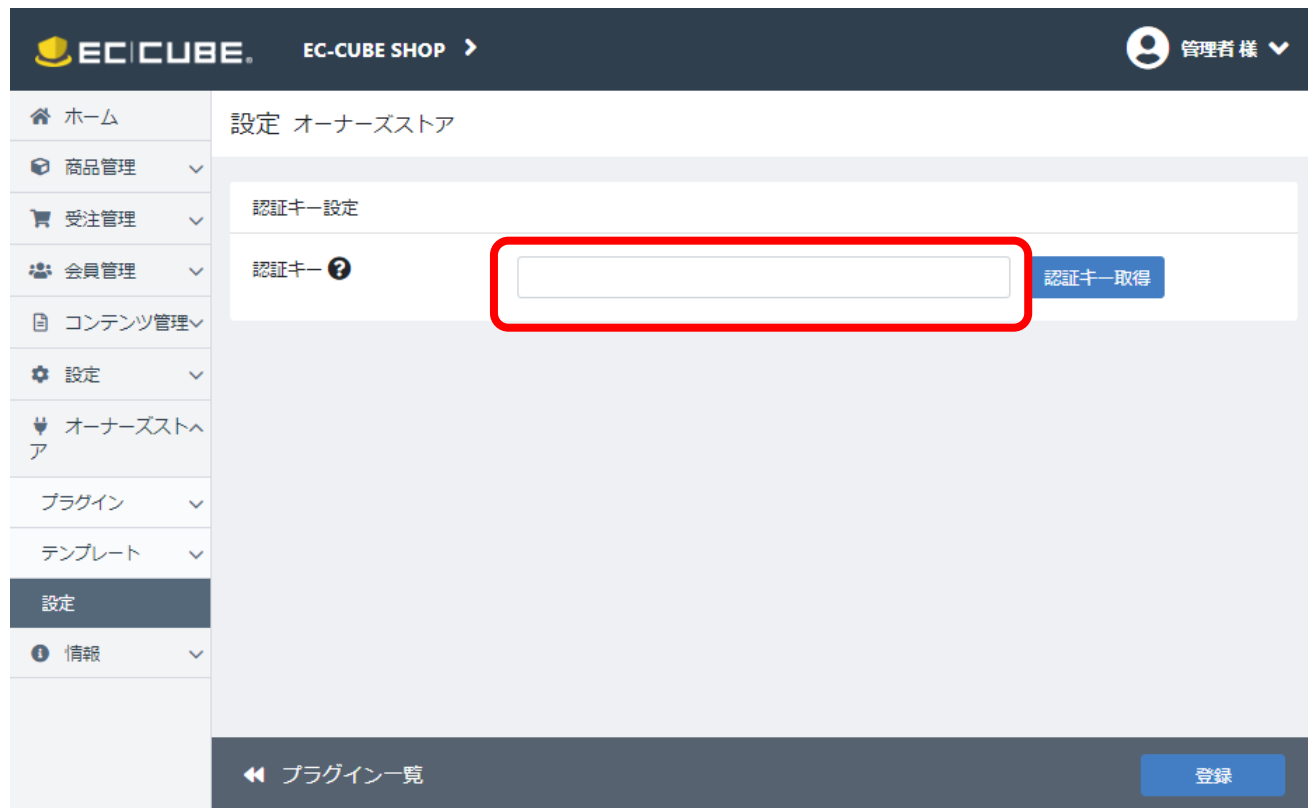 EC CUBE®
EC-CUBE SHOP
管理者 様
ホーム
商品管理
受注管理
会員管理
コンテンツ管理
設定
オーナーズスト
ア
プラグイン
テンプレート
設定
情報
設定 オーナーズストア
認証キー設定
認証キー
認証キー取得
プラグイン一覧
登録